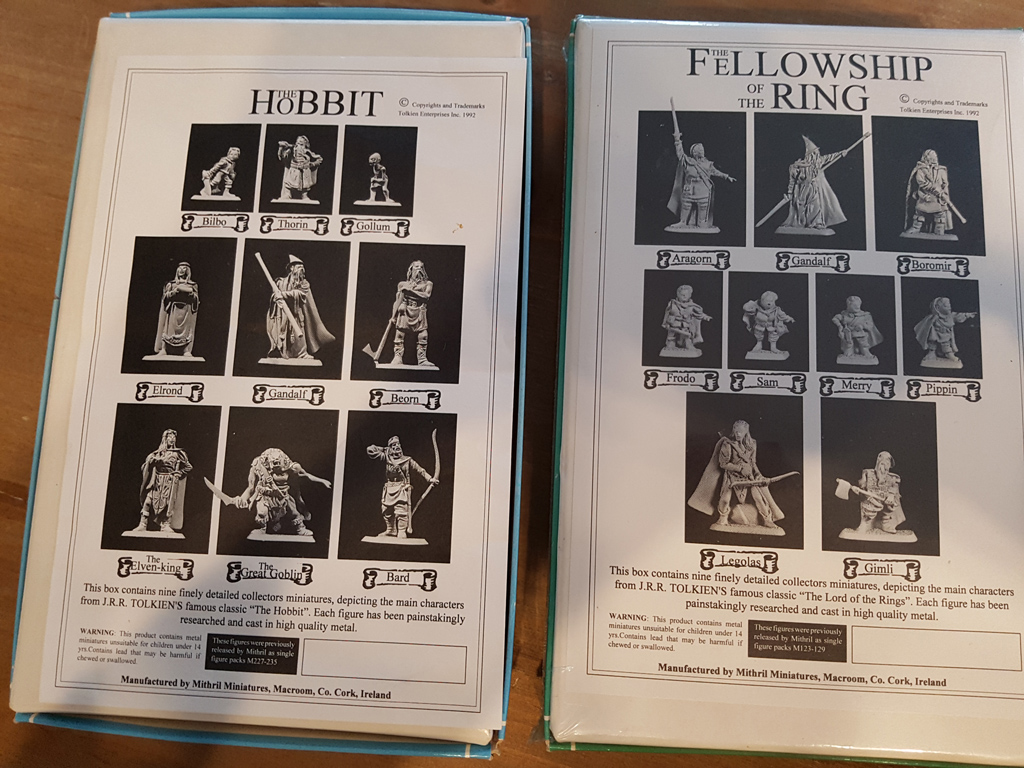 THE HOBBIT
© Copyrights and Trademarks
Tolkien Enterprises Inc. 1992
Bilbo
Thorin
Gollum
Elrond
Gandalf
Beorn
The
Elven-king
The
Great Goblin
Bard
This box contains nine finely detailed collectors miniatures, depicting the main characters
from J.R.R. TOLKIEN'S famous classic "The Hobbit". Each figure has been painstakingly
researched and cast in high quality metal.
WARNING: This product contains metal
miniatures unsuitable for children under 14
yrs.Contains lead that may be harmful if
chewed or swallowed.
These figures were previously
released by Mithril as single
figure packs M227-235
Manufactured by Mithril Miniatures, Macroom, Co. Cork, Ireland
THE FELLOWSHIP
OF
THE RING
© Copyrights and Trademarks
Tolkien Enterprises Inc. 1992
Aragorn
Gandalf
Boromir
Frodo
Sam
Merry
Pippin
Legolas
Gimli
This box contains nine finely detailed collectors miniatures, depicting the main characters
from J.R.R. TOLKIEN'S famous classic “The Lord of the Rings”. Each figure has been
painstakingly researched and cast in high quality metal.
WARNING: This product contains metal
miniatures unsuitable for children under 14
yrs.Contains lead that may be harmful if
chewed or swallowed.
These figures were previously
released by Mithril as single
figure packs M123-129
Manufactured by Mithril Miniatures, Macroom, Co. Cork, Ireland